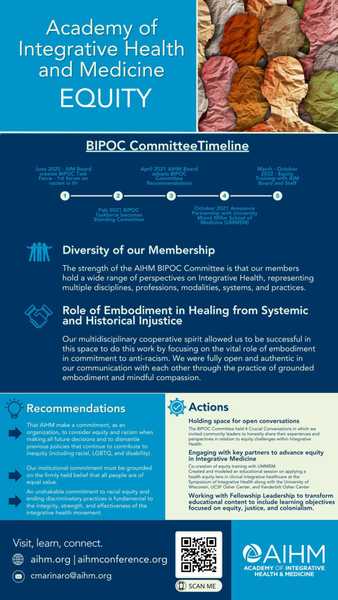 Academy of
Integrative Health
and Medicine
EQUITY
BIPOC CommitteeTimeline
June 2020 - AIM Board
creates BIPOC Task
Force - 1st forum on
racism in IH
April 2021 AIHM Board
adopts BIPOC
Committee
Recommendations
March - October
2022 - Equity
Training with AIM
Board and Staff
1
2
3
4
5
Feb 2021 BIPOC
Taskforce becomes
Standing Committee
October 2021 Announce
Partnership with University
Miami Miller School of
Medicine (UMMSM)
Diversity of our Membership
The strength of the AIHM BIPOC Committee is that our members
hold a wide range of perspectives on Integrative Health, representing
multiple disciplines, professions, modalities, systems, and practices.
Role of Embodiment in Healing from Systemic
and Historical Injustice
Our multidisciplinary cooperative spirit allowed us to be successful in
this space to do this work by focusing on the vital role of embodiment
in commitment to anti-racism. We were fully open and authentic in
our communication with each other through the practice of grounded
embodiment and mindful compassion.
Recommendations
That AIHM make a commitment, as an
organization, to consider equity and racism when
making all future decisions and to dismantle
previous policies that continue to contribute to
inequity (including racial, LGBTQ, and disability).
Our institutional commitment must be grounded
on the firmly held belief that all people are of
equal value.
An unshakable commitment to racial equity and
ending discriminatory practices is fundamental to
the integrity, strength, and effectiveness of the
integrative health movement.
Actions
Holding space for open conversations
The BIPOC Committee held 4 Crucial Conversations in which we
invited community leaders to honestly share their experiences and
perspectives in relation to equity challenges within Integrative
Health.
Engaging with key partners to advance equity
in Integrative Medicine
Co-creation of equity training with UMMSM.
Created and modeled an educational session on applying a
health equity lens in clinical integrative healthcare at the
Symposium of Integrative Health along with the University of
Wisconsin, UCSF Osher Center, and Vanderbilt Osher Center
Working with Fellowship Leadership to transform
educational content to include learning objectives
focused on equity, justice, and colonialism.
Visit, learn, connect.
aihm.org | aihmconference.org
cmarinaro@aihm.org
SCAN ME
AIHM
ACADEMY OF INTEGRATIVE
HEALTH & MEDICINE